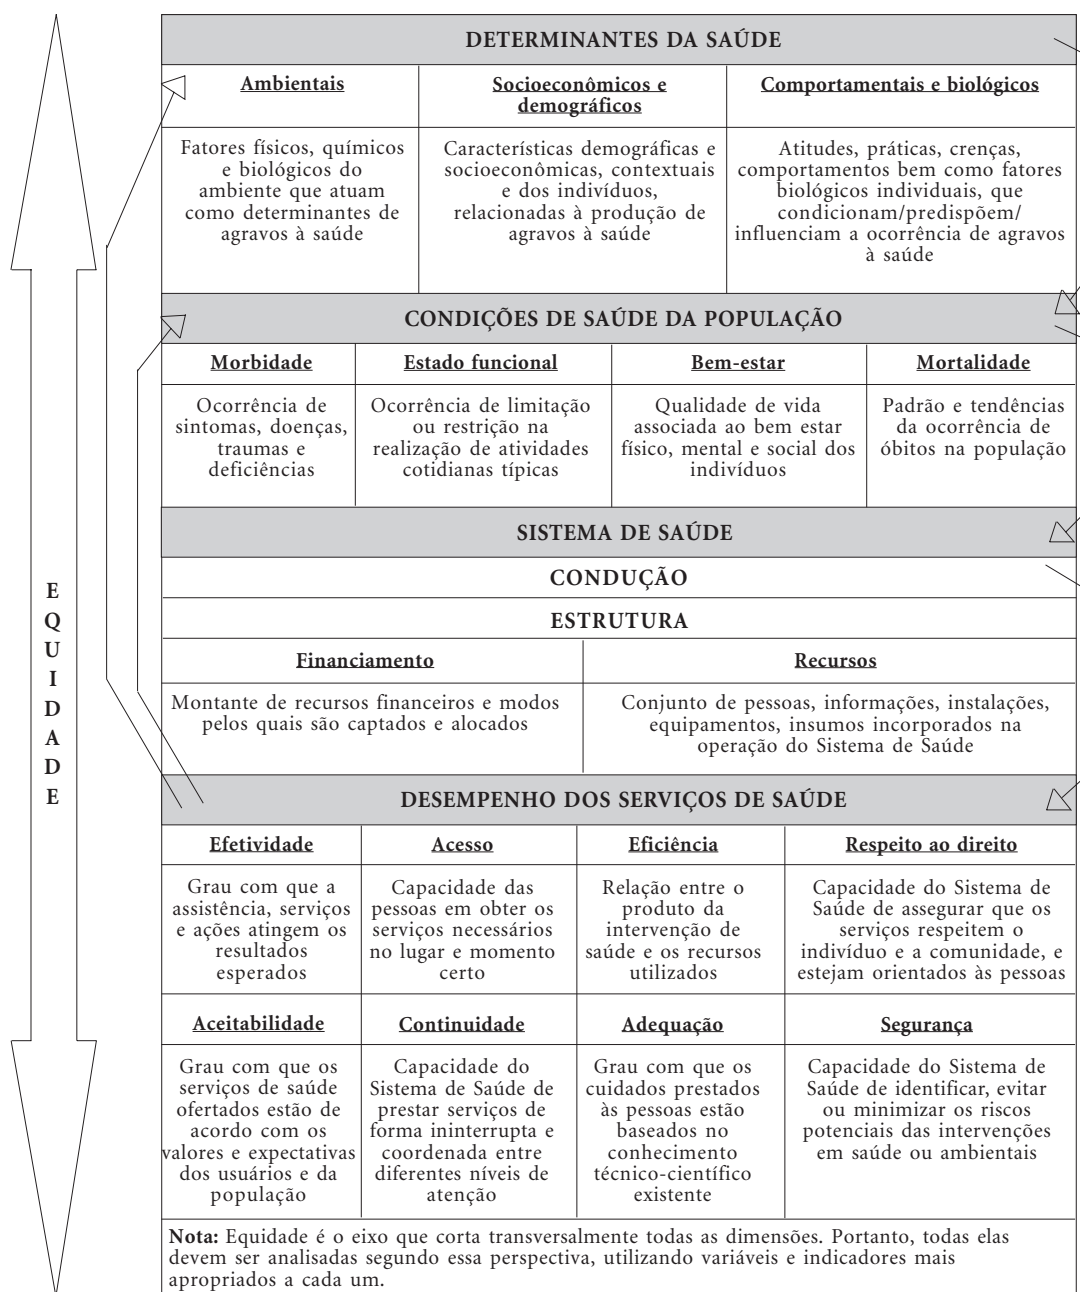 DETERMINANTES DA SAÚDE
Ambientais
Fatores físicos, químicos
e biológicos do
ambiente que atuam
como determinantes de
agravos à saúde
Socioeconômicos e
demográficos
Características demográficas e
socioeconômicas, contextuais
e dos indivíduos,
relacionadas à produção de
agravos à saúde
Comportamentais e biológicos
Atitudes, práticas, crenças,
comportamentos bem como fatores
biológicos individuais, que
condicionam/predispõem/
influenciam a ocorrência de agravos
à saúde
CONDIÇÕES DE SAÚDE DA POPULAÇÃO
Morbidade
Ocorrência de
sintomas, doenças,
traumas e
deficiências
Estado funcional
Ocorrência de limitação
ou restrição na
realização de atividades
cotidianas típicas
Bem-estar
Qualidade de vida
associada ao bem estar
físico, mental e social dos
indivíduos
Mortalidade
Padrão e tendências
da ocorrência de
óbitos na população
SISTEMA DE SAÚDE
CONDUÇÃO
ESTRUTURA
Financiamento
Montante de recursos financeiros e modos
pelos quais são captados e alocados
Recursos
Conjunto de pessoas, informações, instalações,
equipamentos, insumos incorporados na
operação do Sistema de Saúde
E
Q
U
I
D
A
D
E
DESEMPENHO DOS SERVIÇOS DE SAÚDE
Efetividade
Grau com que a
assistência, serviços
e ações atingem os
resultados
esperados
Acesso
Capacidade das
pessoas em obter os
serviços necessários
no lugar e momento
certo
Eficiência
Relação entre o
produto da
intervenção de
saúde e os recursos
utilizados
Respeito ao direito
Capacidade do Sistema de
Saúde de assegurar que os
serviços respeitem o
indivíduo e a comunidade, e
estejam orientados às pessoas
Aceitabilidade
Grau com que os
serviços de saúde
ofertados estão de
acordo com os
valores e expectativas
dos usuários e da
população
Continuidade
Capacidade do
Sistema de Saúde de
prestar serviços de
forma ininterrupta e
coordenada entre
diferentes níveis de
atenção
Adequação
Grau com que os
cuidados prestados
às pessoas estão
baseados no
conhecimento
técnico-científico
existente
Segurança
Capacidade do Sistema de
Saúde de identificar, evitar
ou minimizar os riscos
potenciais das intervenções
em saúde ou ambientais
Nota: Equidade é o eixo que corta transversalmente todas as dimensões. Portanto, todas elas
devem ser analisadas segundo essa perspectiva, utilizando variáveis e indicadores mais
apropriados a cada um.